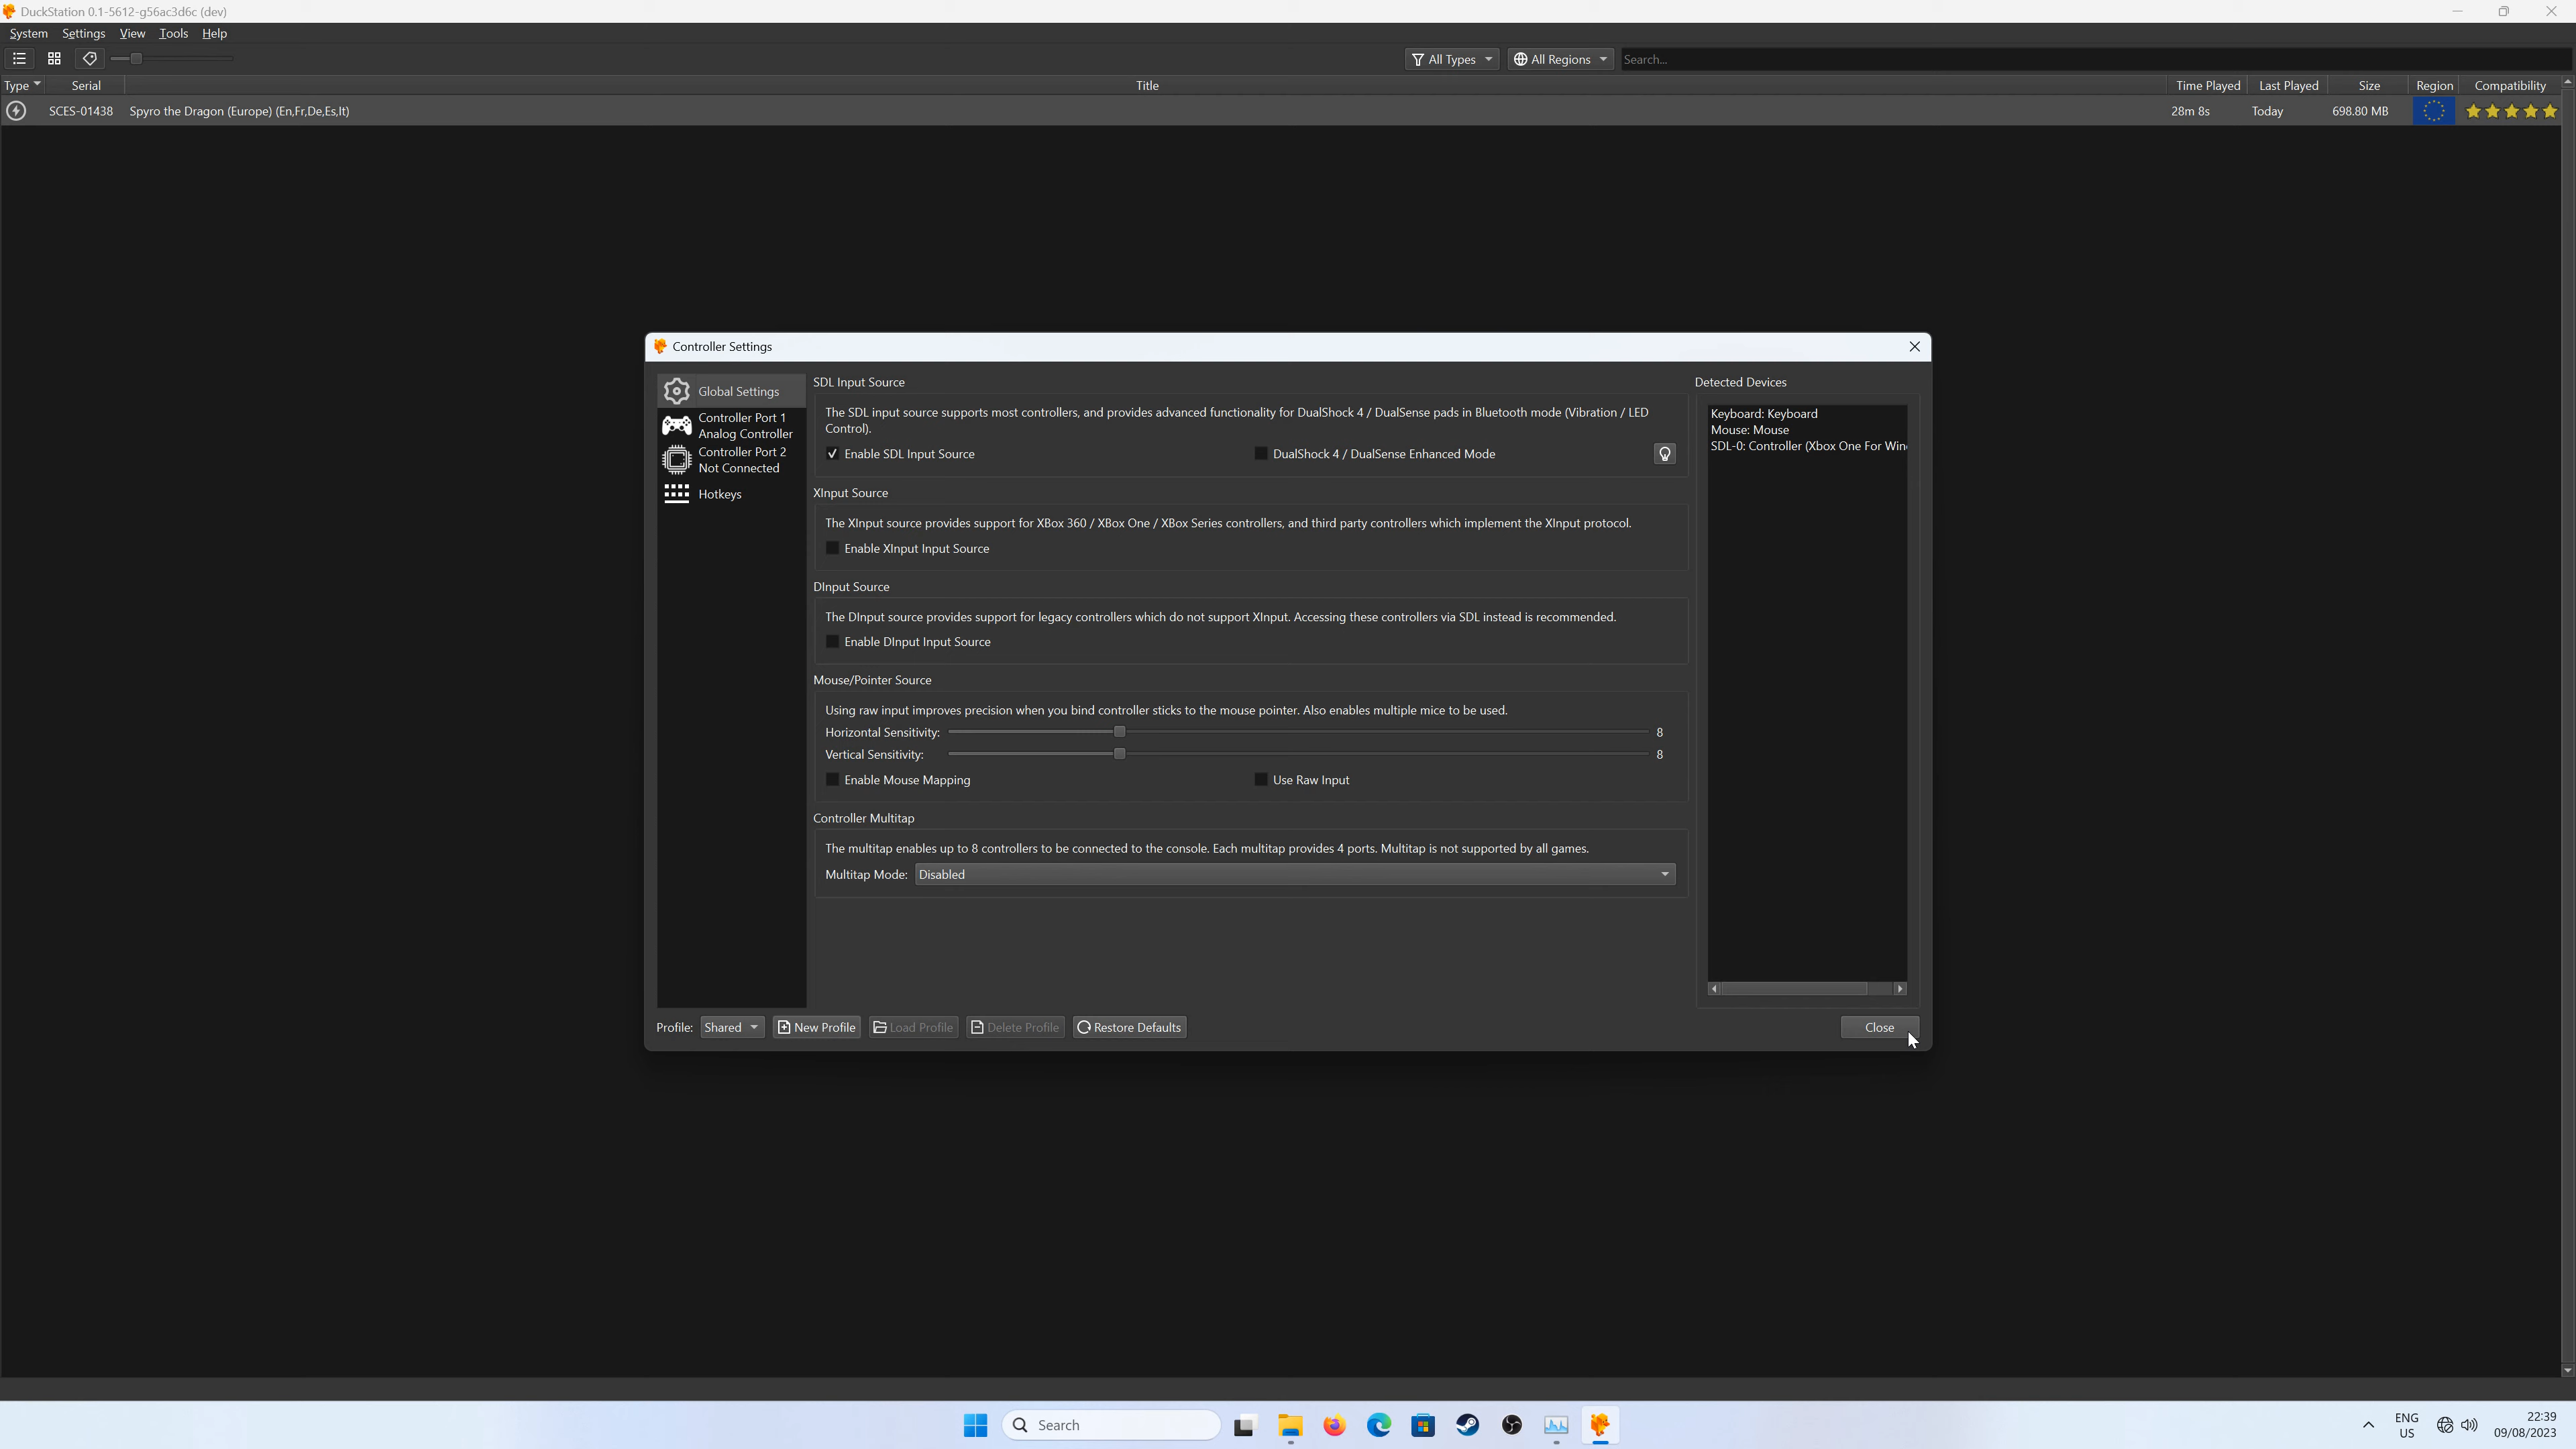 DuckStation 0.1-5612-g56ac3d6c (dev)
System Settings View Tools Help
All Types All Regions Search...
Type Serial Title Time Played Last Played Size Region Compatibility
SCES-01438 Spyro the Dragon (Europe) (En,Fr,De,Es,It) 28m 8s Today 698.80 MB
Controller Settings
Global Settings
Controller Port 1
Analog Controller
Controller Port 2
Not Connected
Hotkeys
SDL Input Source
The SDL input source supports most controllers, and provides advanced functionality for DualShock 4 / DualSense pads in Bluetooth mode (Vibration / LED
Control).
Enable SDL Input Source DualShock 4 / DualSense Enhanced Mode
XInput Source
The XInput source provides support for XBox 360 / XBox One / XBox Series controllers, and third party controllers which implement the XInput protocol.
Enable XInput Input Source
DInput Source
The DInput source provides support for legacy controllers which do not support XInput. Accessing these controllers via SDL instead is recommended.
Enable DInput Input Source
Mouse/Pointer Source
Using raw input improves precision when you bind controller sticks to the mouse pointer. Also enables multiple mice to be used.
Horizontal Sensitivity: 8
Vertical Sensitivity: 8
Enable Mouse Mapping Use Raw Input
Controller Multitap
The multitap enables up to 8 controllers to be connected to the console. Each multitap provides 4 ports. Multitap is not supported by all games.
Multitap Mode: Disabled
Detected Devices
Keyboard: Keyboard
Mouse: Mouse
SDL-0: Controller (Xbox One For Win
Profile: Shared New Profile Load Profile Delete Profile Restore Defaults Close
Search
ENG
US
22:39
09/08/2023